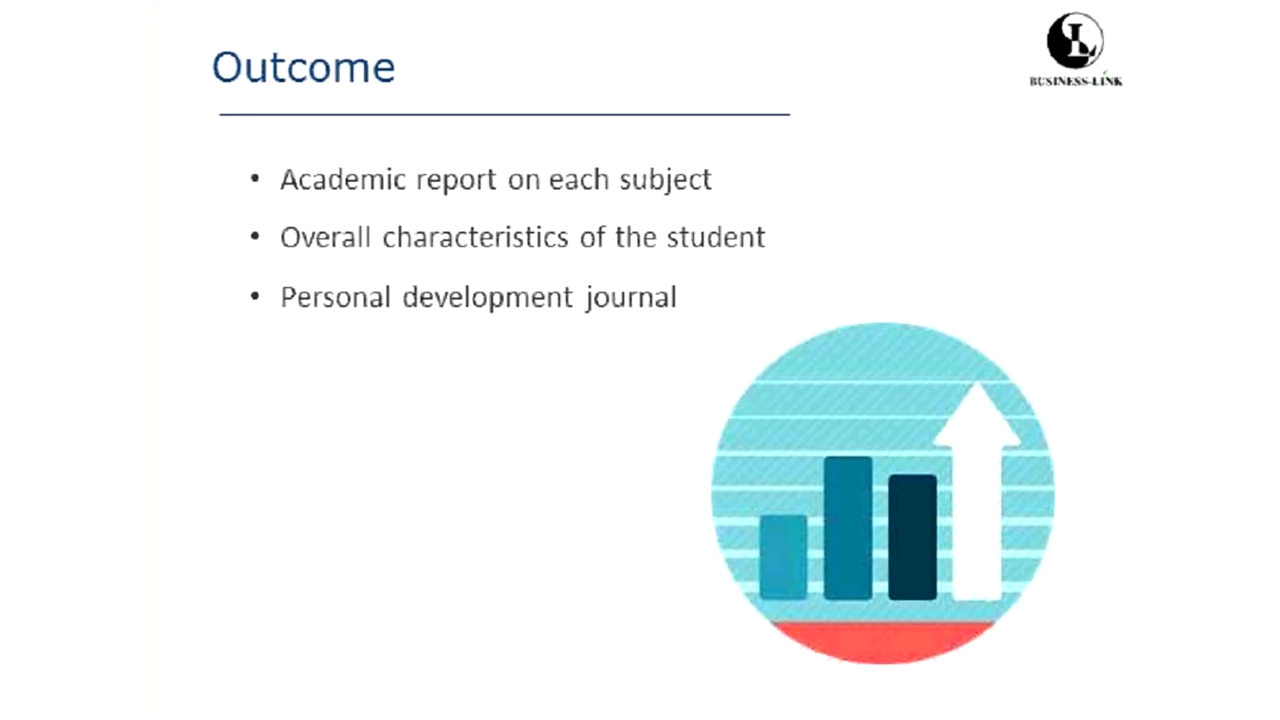 Outcome
BUSINESS-LINK
• Academic report on each subject
• Overall characteristics of the student
• Personal development journal